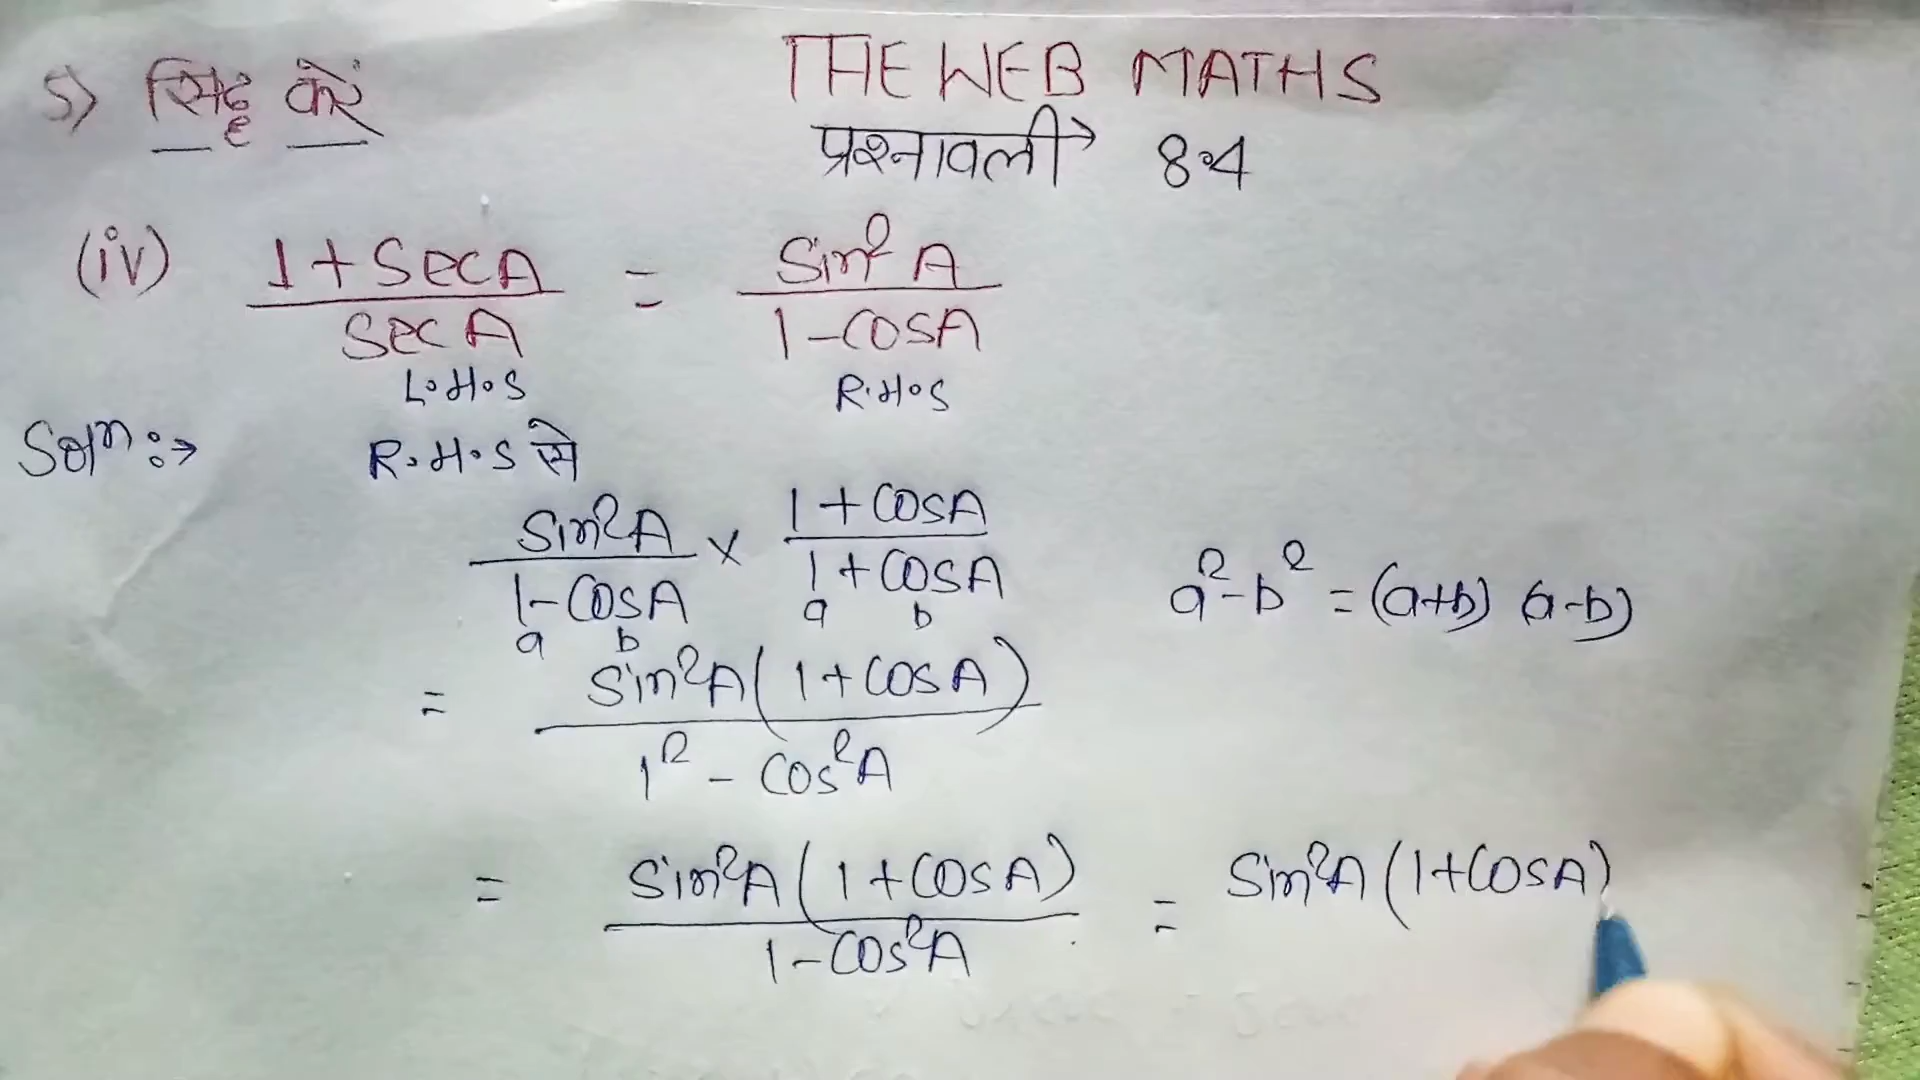 THE WEB MATHS
5) सिद्ध करें
प्रश्नावली → 8.4
(iv) 1+SecA / SecA = Sin²A / 1-COSA
L.H.S R.H.S
Soln :→ R.H.S से
Sin²A / 1-COSA × 1+COSA / 1+COSA
a b a b
a²-b² = (a+b) (a-b)
= Sin²A(1+COSA) / 1² - Cos²A
= Sin²A(1+COSA) / 1-COS²A = Sin²A(1+COSA)